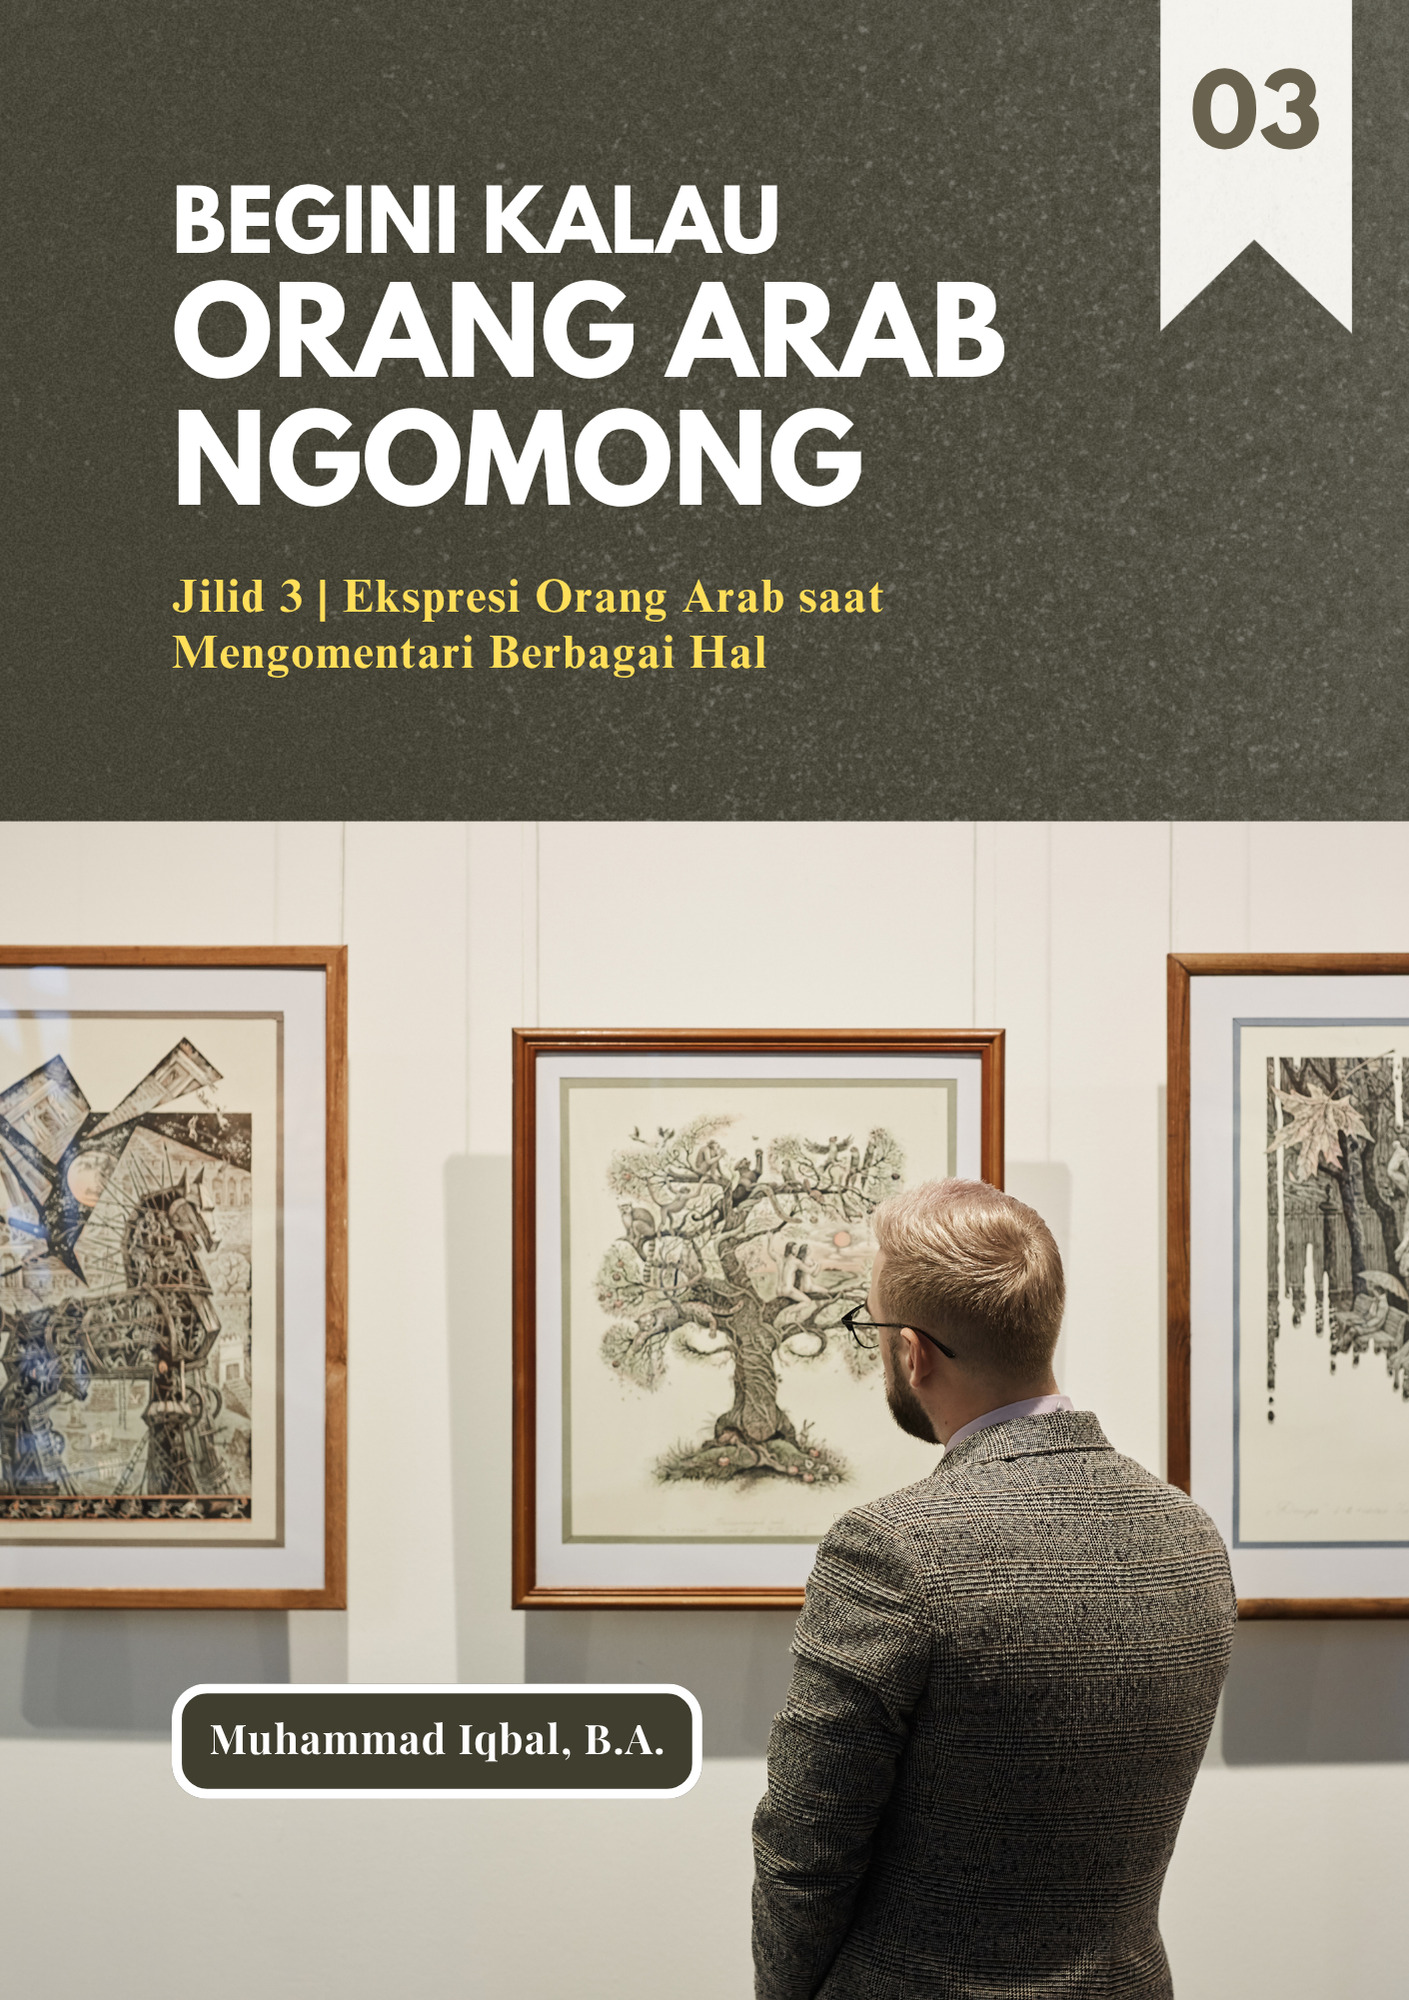 03
BEGINI KALAU
ORANG ARAB
NGOMONG
Jilid 3 | Ekspresi Orang Arab saat
Mengomentari Berbagai Hal
Muhammad Iqbal, B.A.